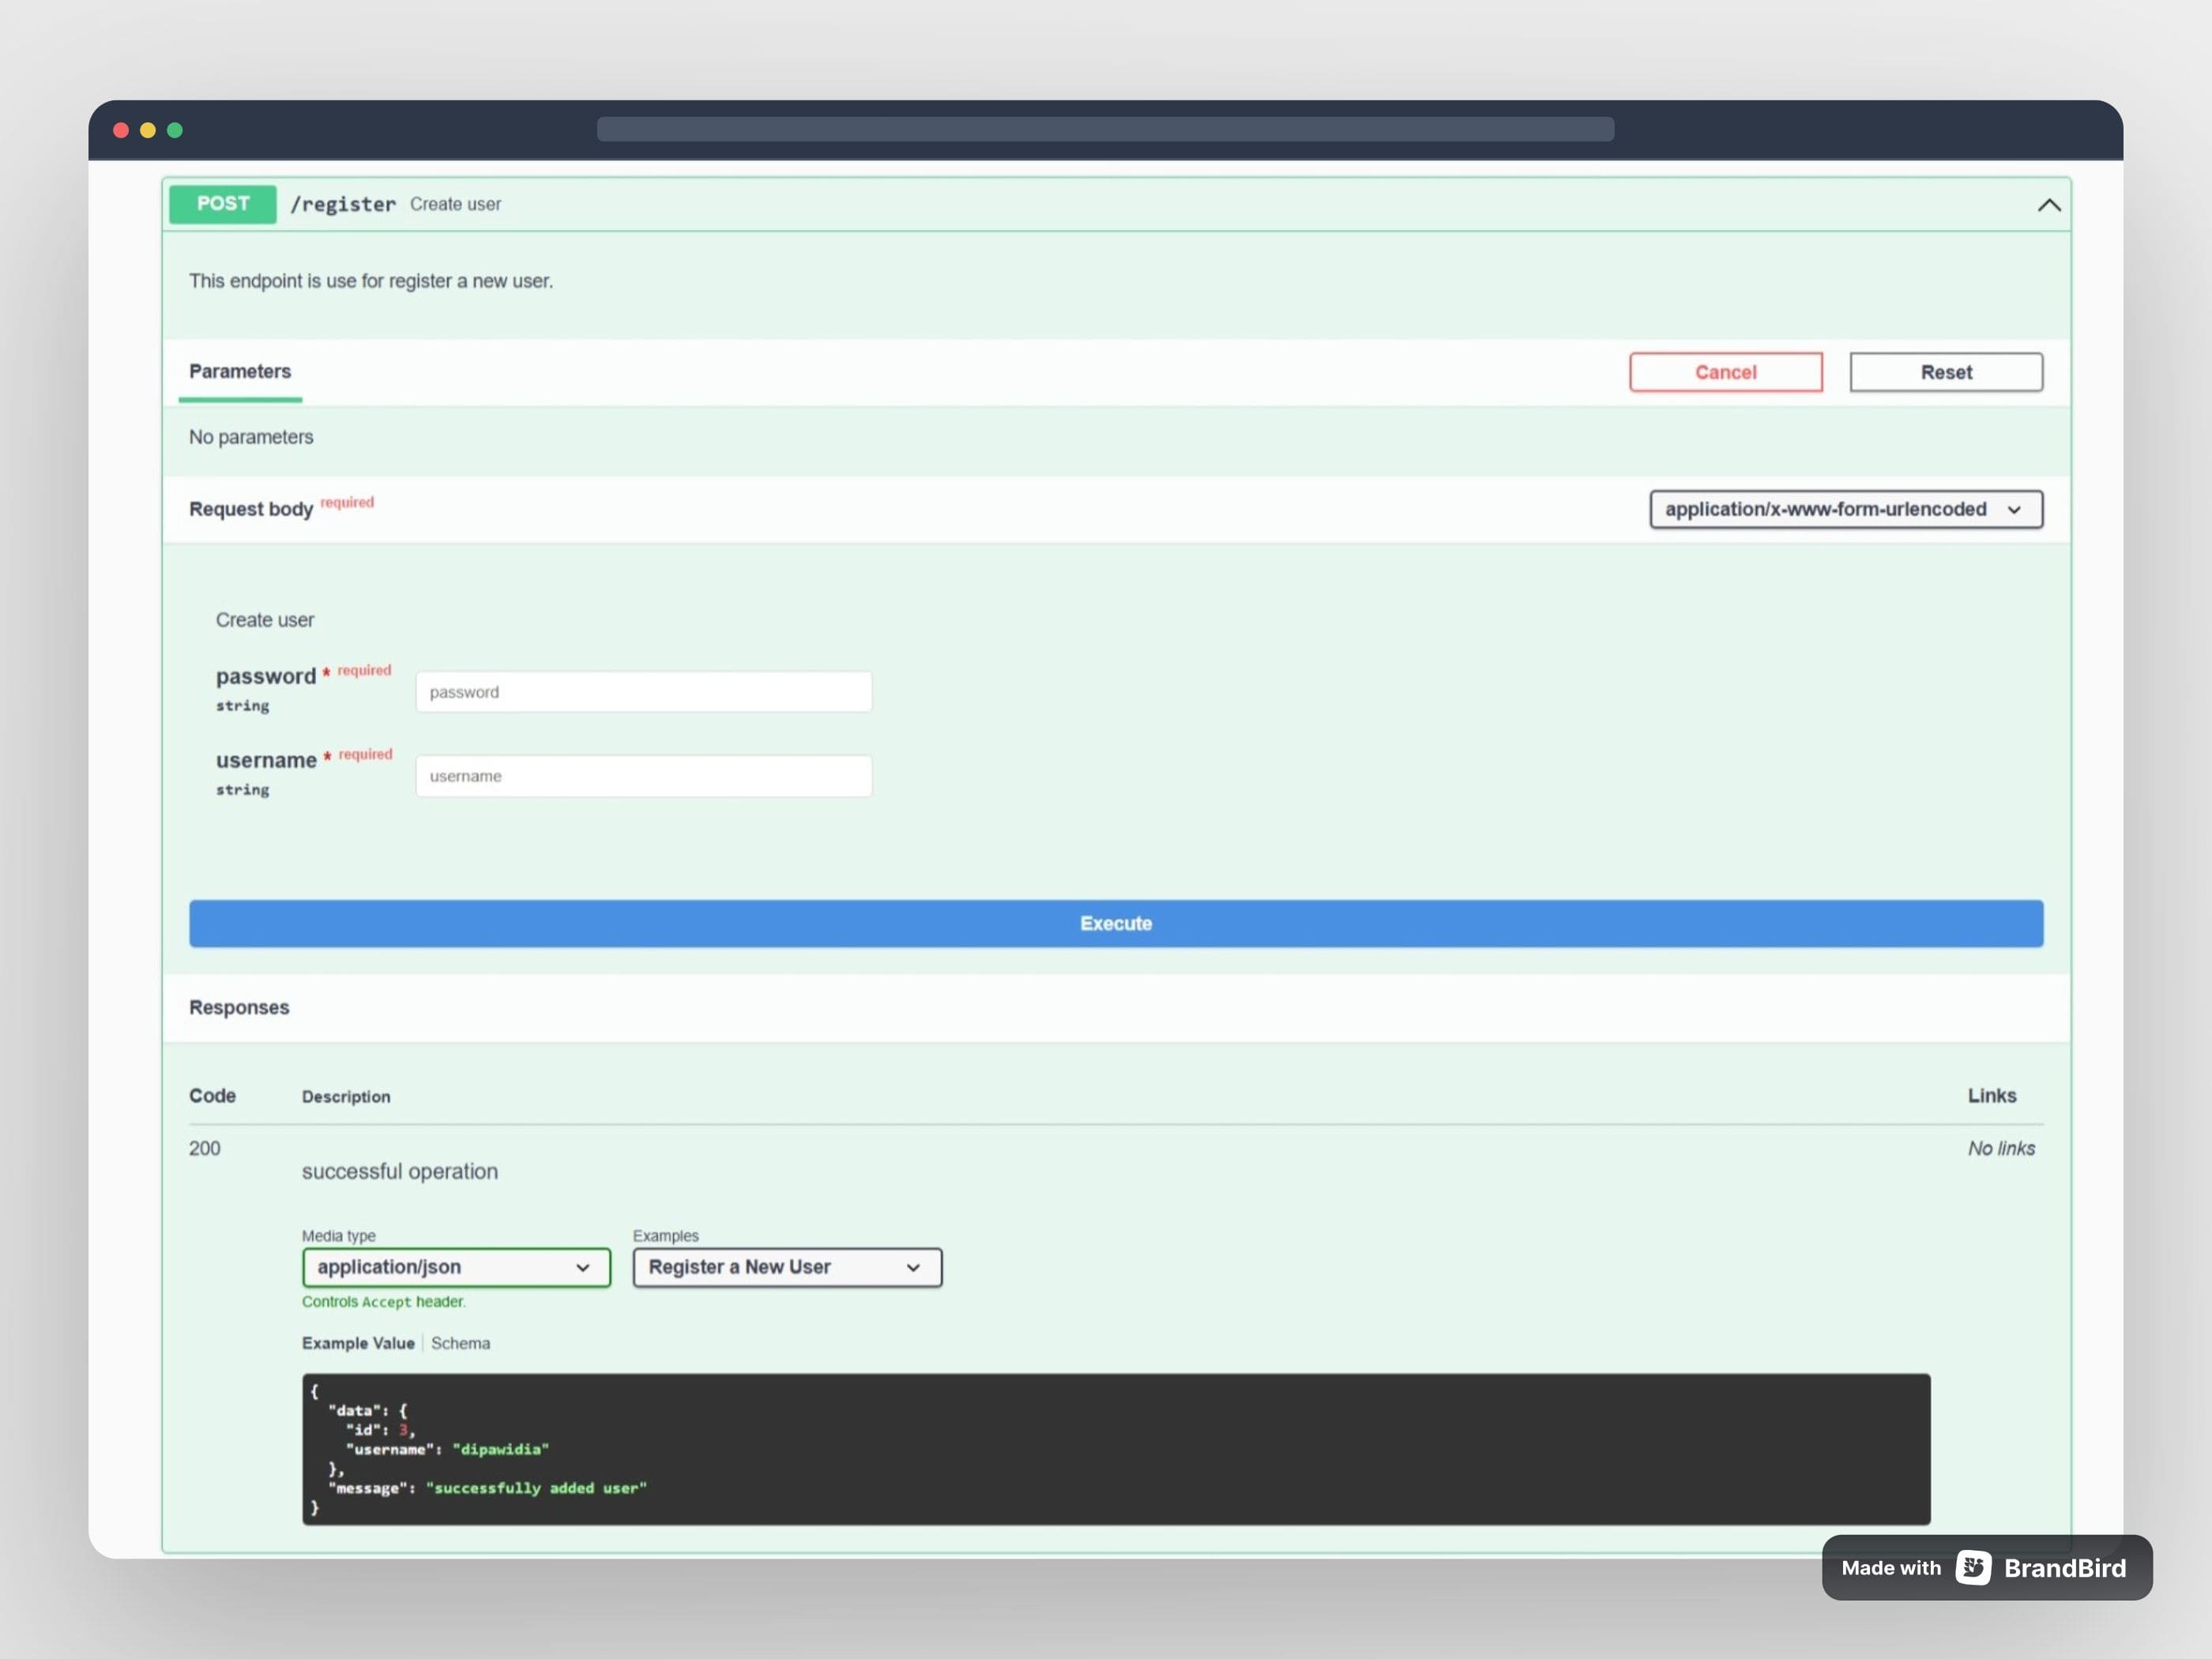 POST /register Create user
This endpoint is use for register a new user.
Parameters
Cancel
Reset
No parameters
Request body required
application/x-www-form-urlencoded
Create user
password * required
string
password
username * required
string
username
Execute
Responses
Code Description Links
200
successful operation
No links
Media type
application/json
Controls Accept header.
Examples
Register a New User
Example Value Schema
{
"data": {
"id": 3,
"username": "dipawidia"
},
"message": "successfully added user"
}
Made with BrandBird